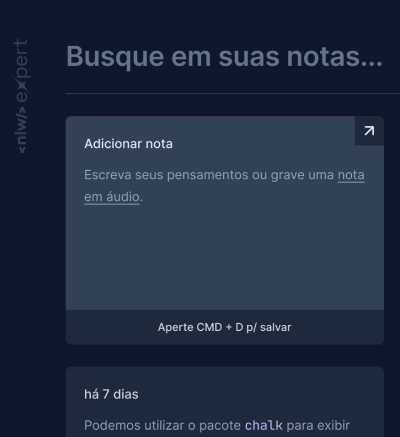 <nlw/> expert
Busque em suas notas...
Adicionar nota
Escreva seus pensamentos ou grave uma nota
em áudio.
Aperte CMD + D p/ salvar
há 7 dias
Podemos utilizar o pacote chalk para exibir